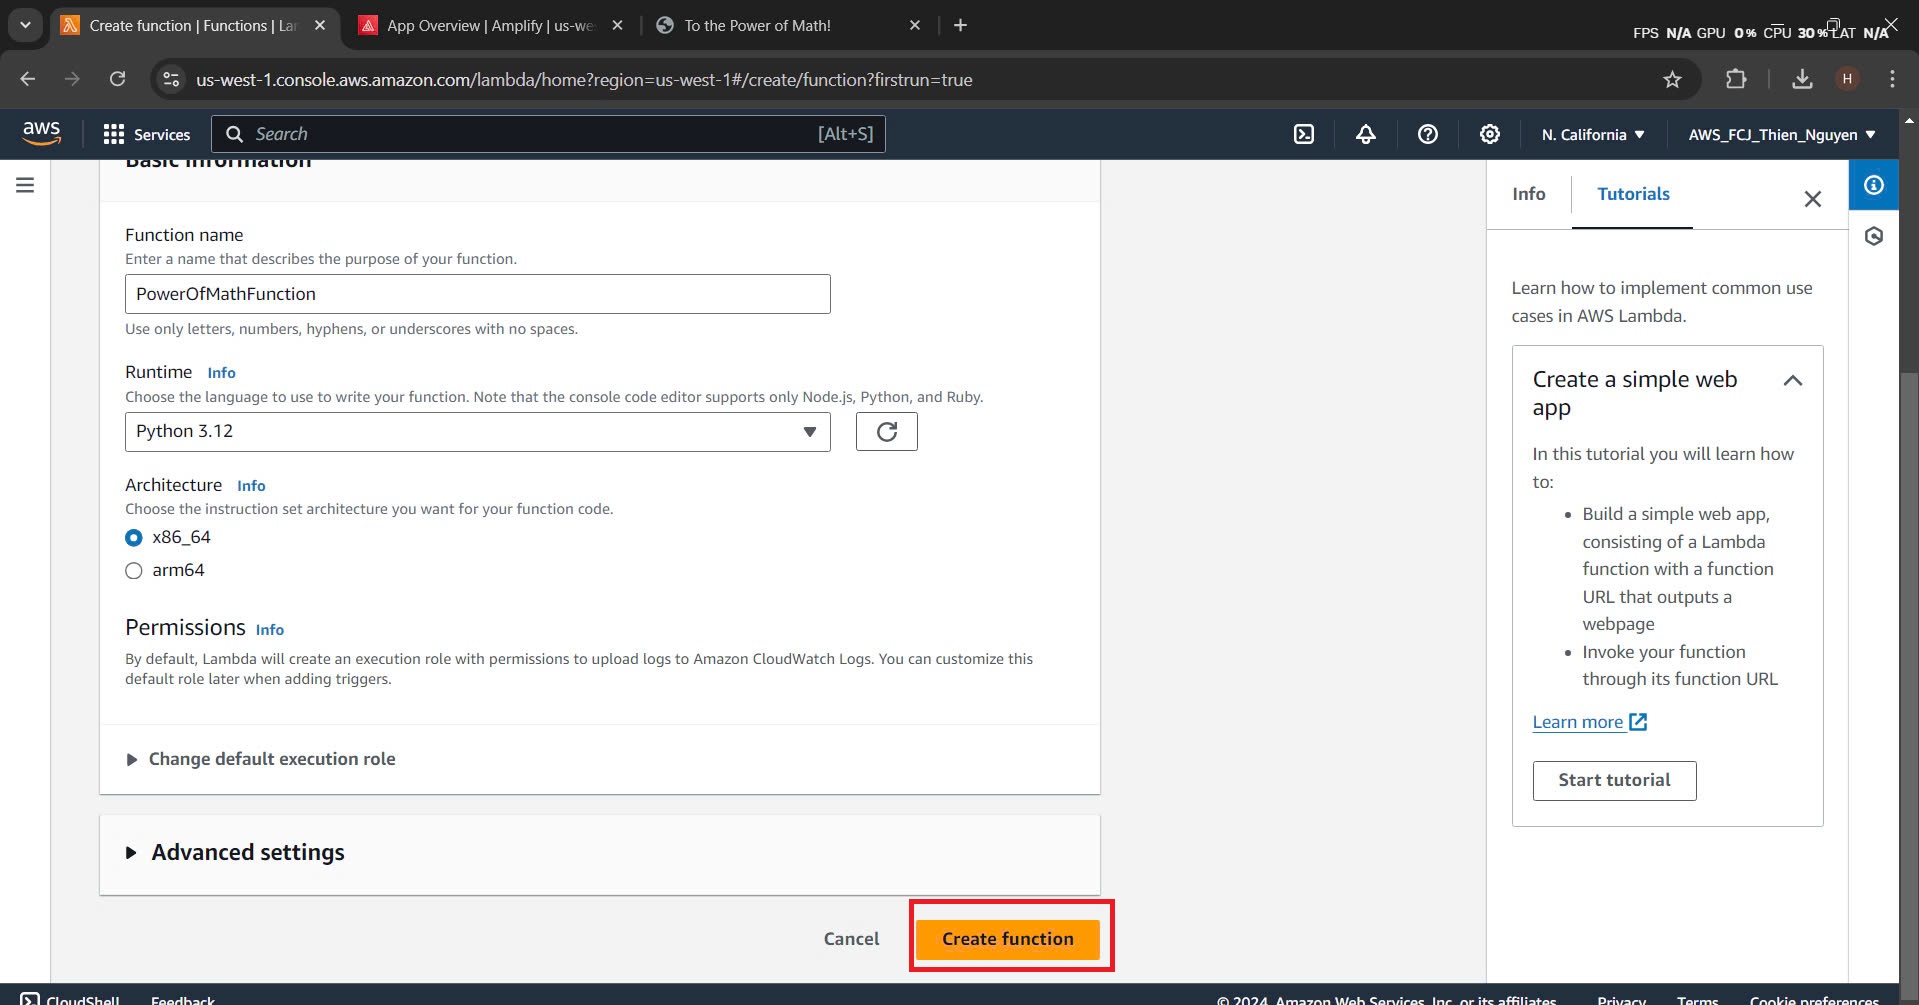 Create function | Functions | La
App Overview | Amplify | us-we
To the Power of Math!
FPS N/A GPU 0% CPU 30% LAT N/A
us-west-1.console.aws.amazon.com/lambda/home?region=us-west-1#/create/function?firstrun=true
H
aws
Services
Search
[Alt+S]
N. California
AWS_FCJ_Thien_Nguyen
Basic information
Function name
Enter a name that describes the purpose of your function.
PowerOfMathFunction
Use only letters, numbers, hyphens, or underscores with no spaces.
Runtime Info
Choose the language to use to write your function. Note that the console code editor supports only Node.js, Python, and Ruby.
Python 3.12
Architecture Info
Choose the instruction set architecture you want for your function code.
x86_64
arm64
Permissions Info
By default, Lambda will create an execution role with permissions to upload logs to Amazon CloudWatch Logs. You can customize this
default role later when adding triggers.
Change default execution role
Advanced settings
Cancel
Create function
Info
Tutorials
Learn how to implement common use
cases in AWS Lambda.
Create a simple web
app
In this tutorial you will learn how
to:
• Build a simple web app,
consisting of a Lambda
function with a function
URL that outputs a
webpage
• Invoke your function
through its function URL
Learn more
Start tutorial
CloudShell
Feedback
© 2024, Amazon Web Services, Inc. or its affiliates.
Privacy
Terms
Cookie preferences